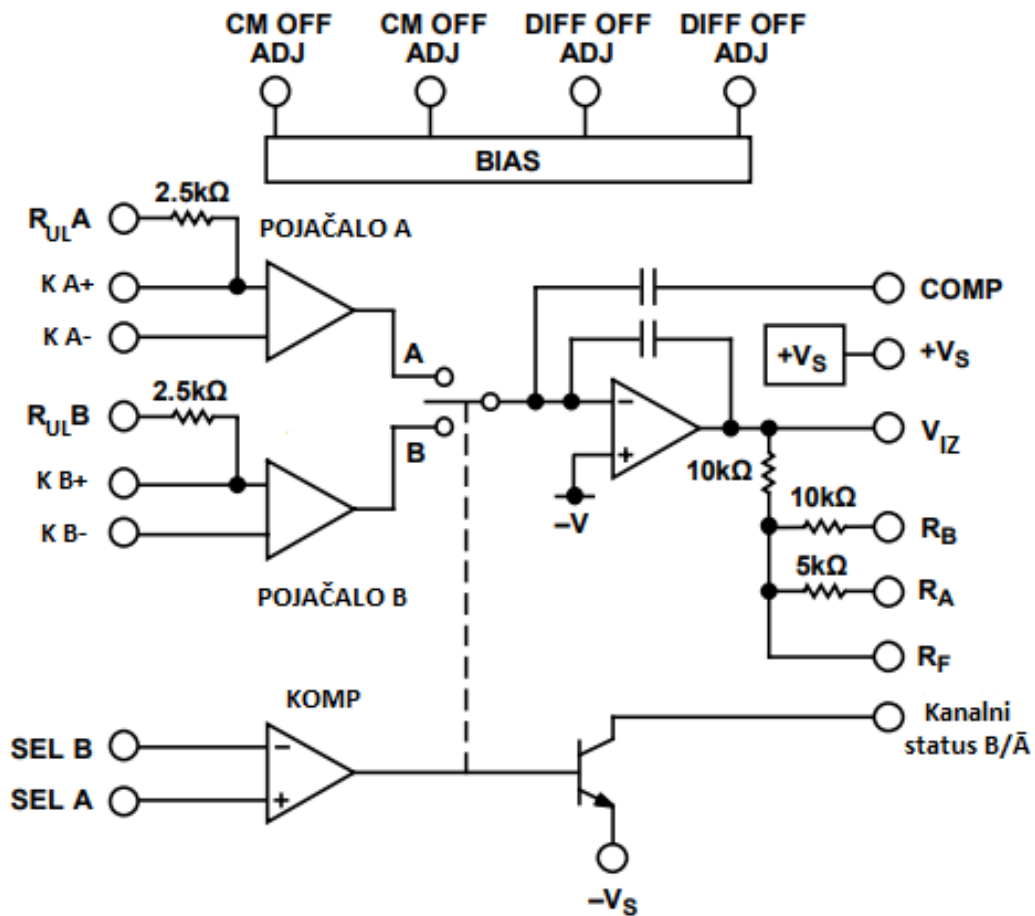 CM OFF
ADJ
CM OFF
ADJ
DIFF OFF
ADJ
DIFF OFF
ADJ
BIAS
2.5kΩ
R_UL A
POJAČALO A
K A+
K A-
COMP
A
+V_S
+V_S
2.5kΩ
R_UL B
B
−
+
V_IZ
10kΩ
K B+
10kΩ
R_B
K B-
−V
5kΩ
R_A
POJAČALO B
R_F
KOMP
Kanalni
status B/Ā
SEL B
−
SEL A
+
−V_S